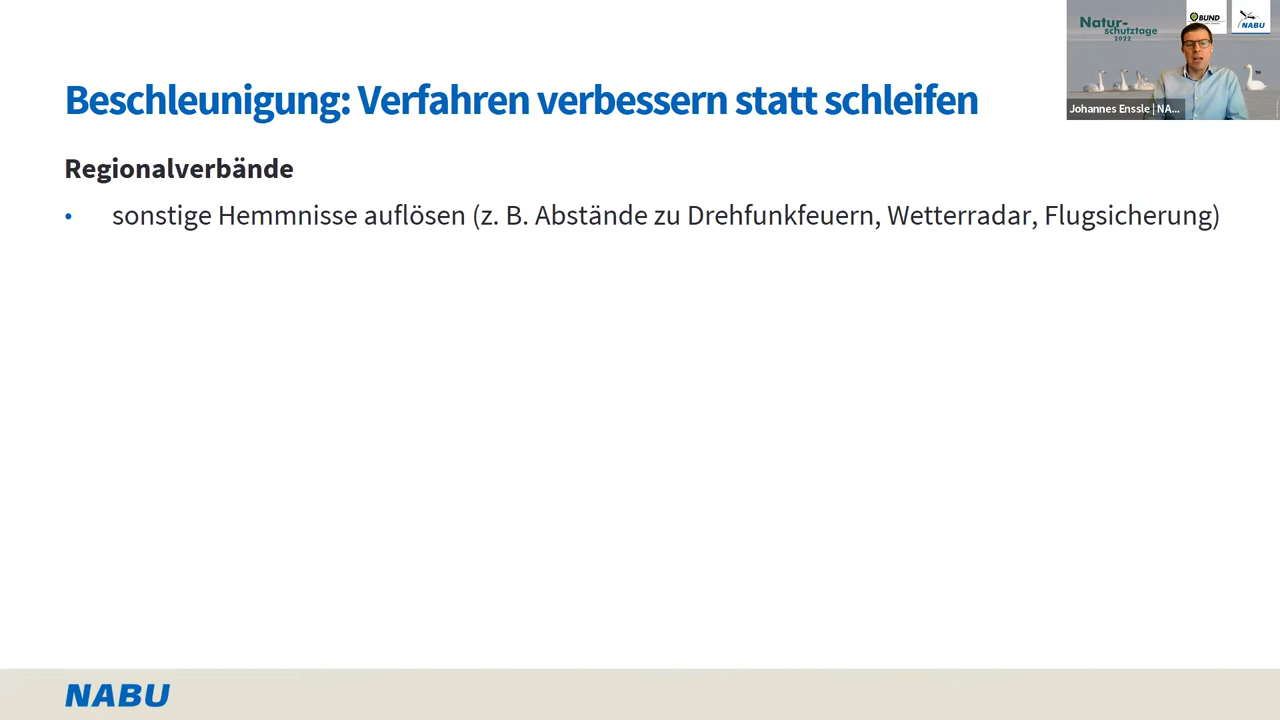 Natur-
schutztage
2022
BUND
NABU
Johannes Enssle | NA...
Beschleunigung: Verfahren verbessern statt schleifen
Regionalverbände
• sonstige Hemmnisse auflösen (z. B. Abstände zu Drehfunkfeuern, Wetterradar, Flugsicherung)
NABU